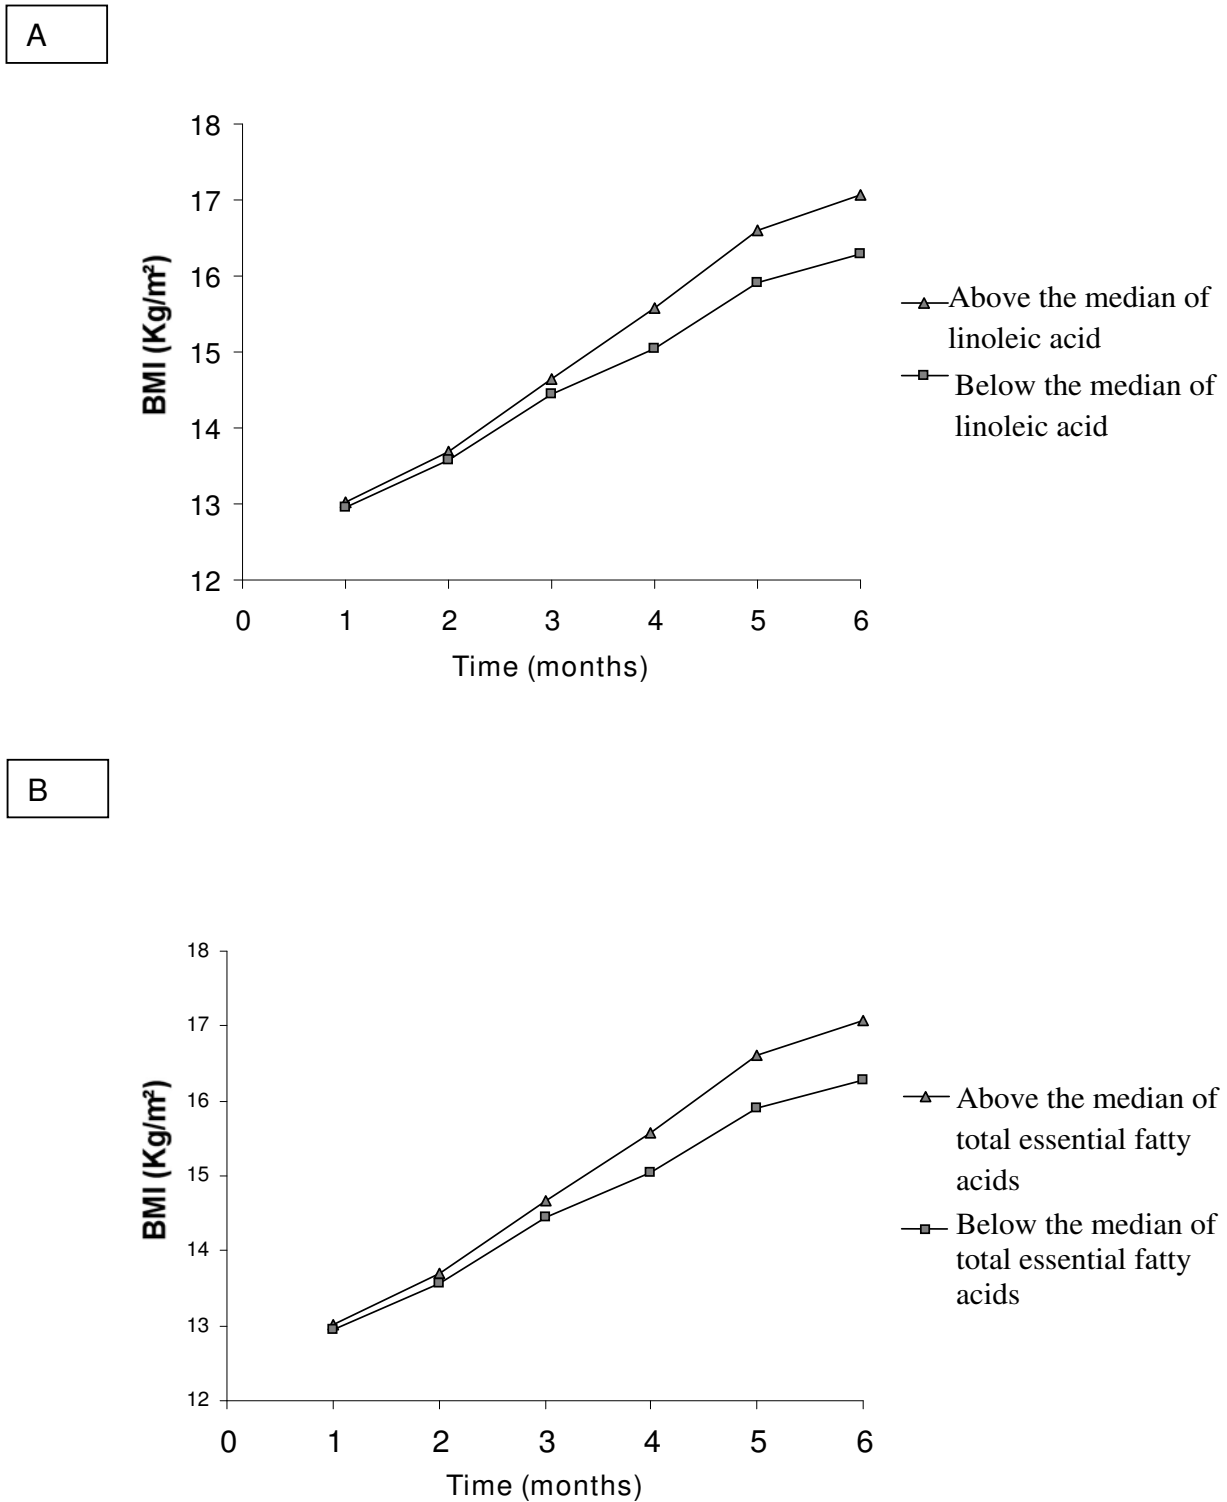 A
18
17
16
15
14
13
12
BMI (Kg/m²)
0 1 2 3 4 5 6
Time (months)
Above the median of
linoleic acid
Below the median of
linoleic acid
B
18
17
16
15
14
13
12
BMI (Kg/m²)
0 1 2 3 4 5 6
Time (months)
Above the median of
total essential fatty
acids
Below the median of
total essential fatty
acids